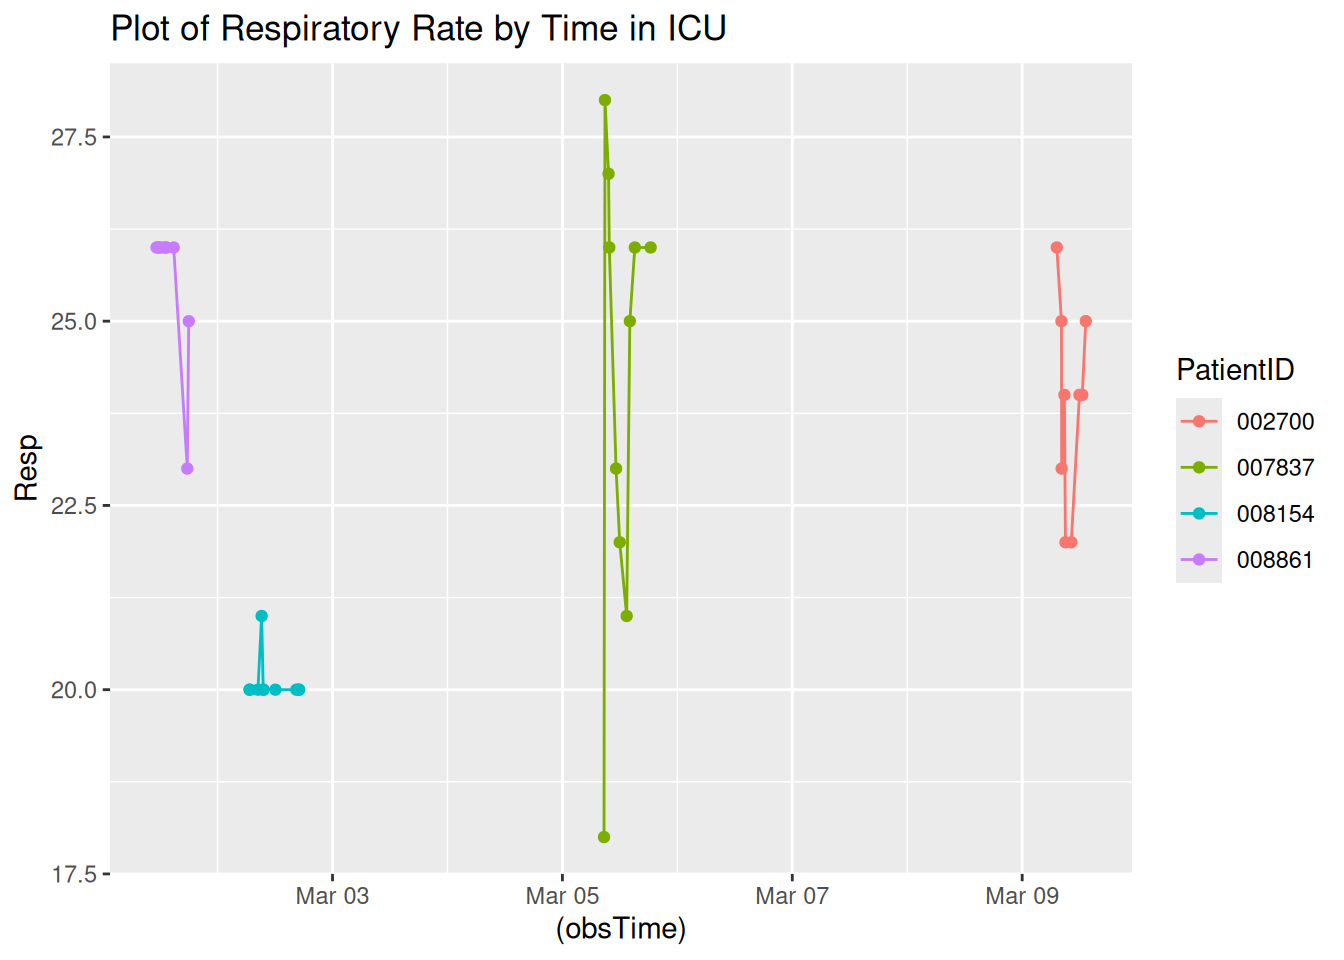 Plot of Respiratory Rate by Time in ICU
27.5
25.0
22.5
20.0
17.5
Resp
Mar 03
Mar 05
Mar 07
Mar 09
(obsTime)
PatientID
002700
007837
008154
008861